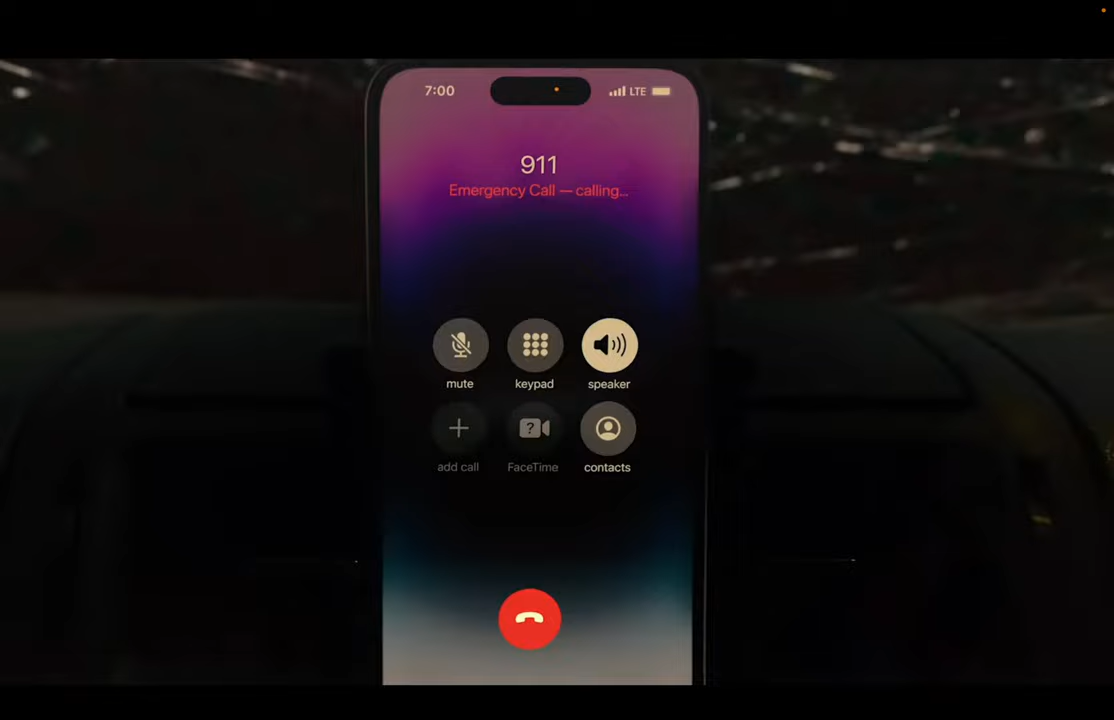 7:00 LTE
911
Emergency Call — calling...
mute keypad speaker
add call FaceTime contacts